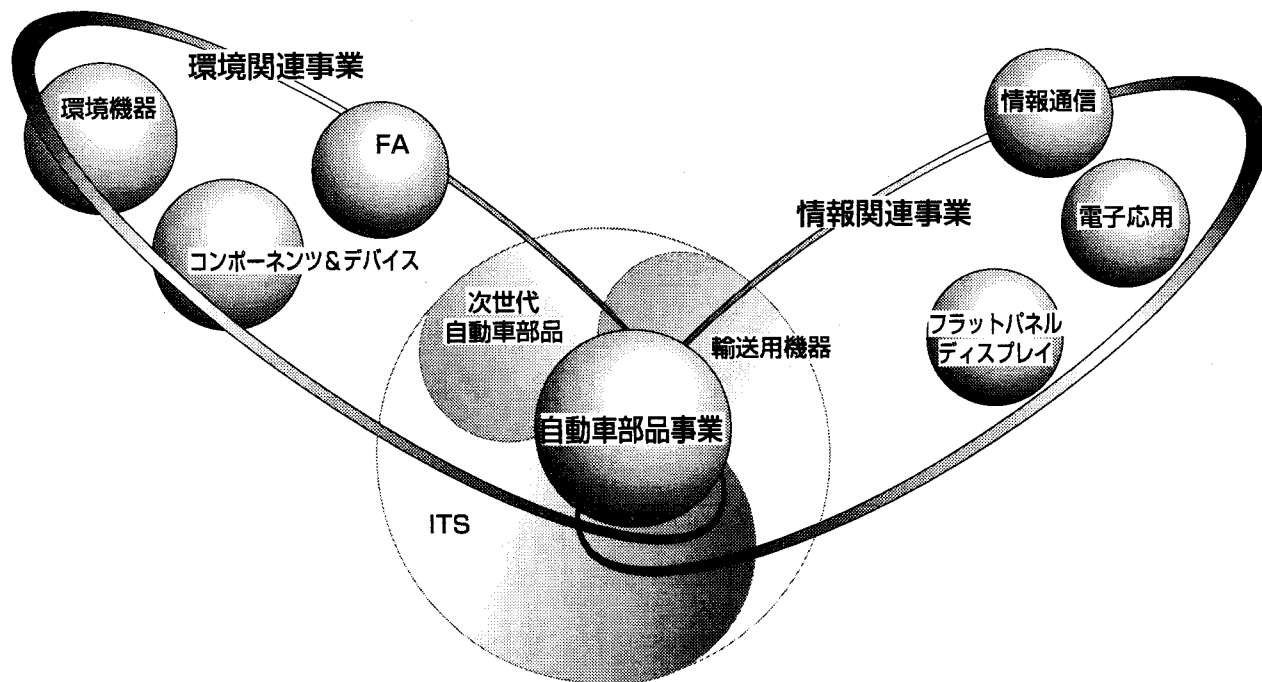 環境関連事業
環境機器
FA
コンポーネンツ&デバイス
情報通信
情報関連事業
電子応用
フラットパネル
ディスプレイ
次世代
自動車部品
輸送用機器
自動車部品事業
ITS